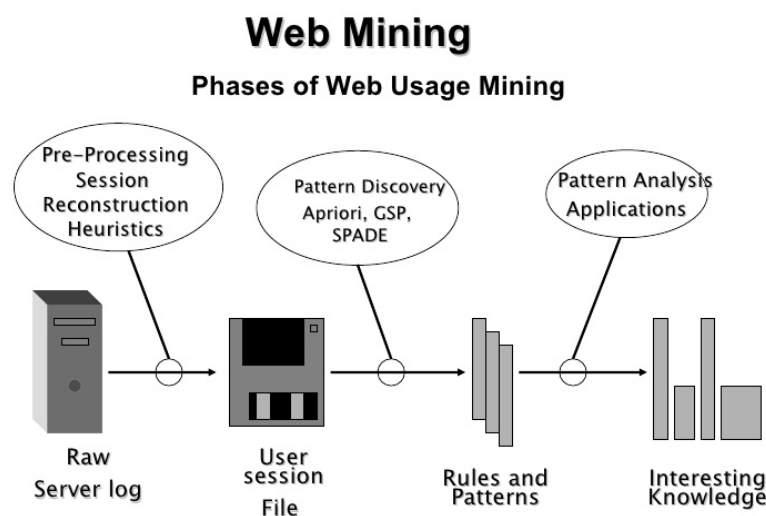 Web Mining
Phases of Web Usage Mining
Pre-Processing
Session
Reconstruction
Heuristics
Pattern Discovery
Apriori, GSP,
SPADE
Pattern Analysis
Applications
Raw
Server log
User
session
File
Rules and
Patterns
Interesting
Knowledge